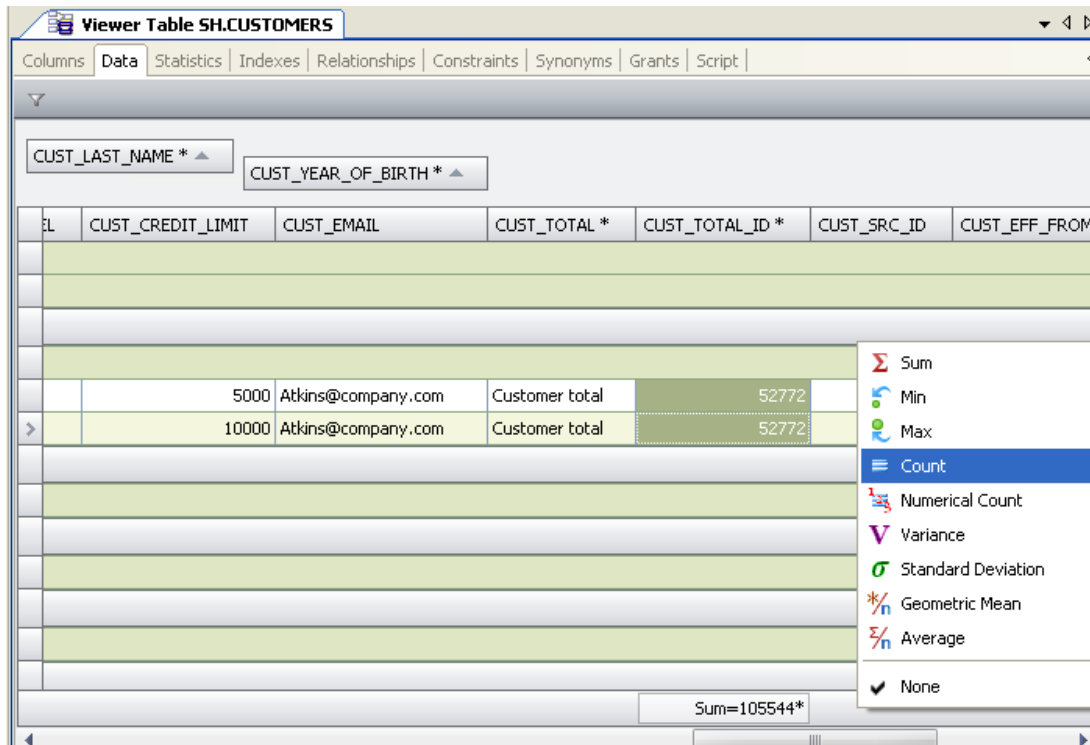 Viewer Table SH.CUSTOMERS
Columns Data Statistics Indexes Relationships Constraints Synonyms Grants Script
CUST_LAST_NAME *
CUST_YEAR_OF_BIRTH *
EL CUST_CREDIT_LIMIT CUST_EMAIL CUST_TOTAL * CUST_TOTAL_ID * CUST_SRC_ID CUST_EFF_FROM
5000 Atkins@company.com Customer total 52772
10000 Atkins@company.com Customer total 52772
Sum
Min
Max
Count
Numerical Count
Variance
Standard Deviation
Geometric Mean
Average
None
Sum=105544*